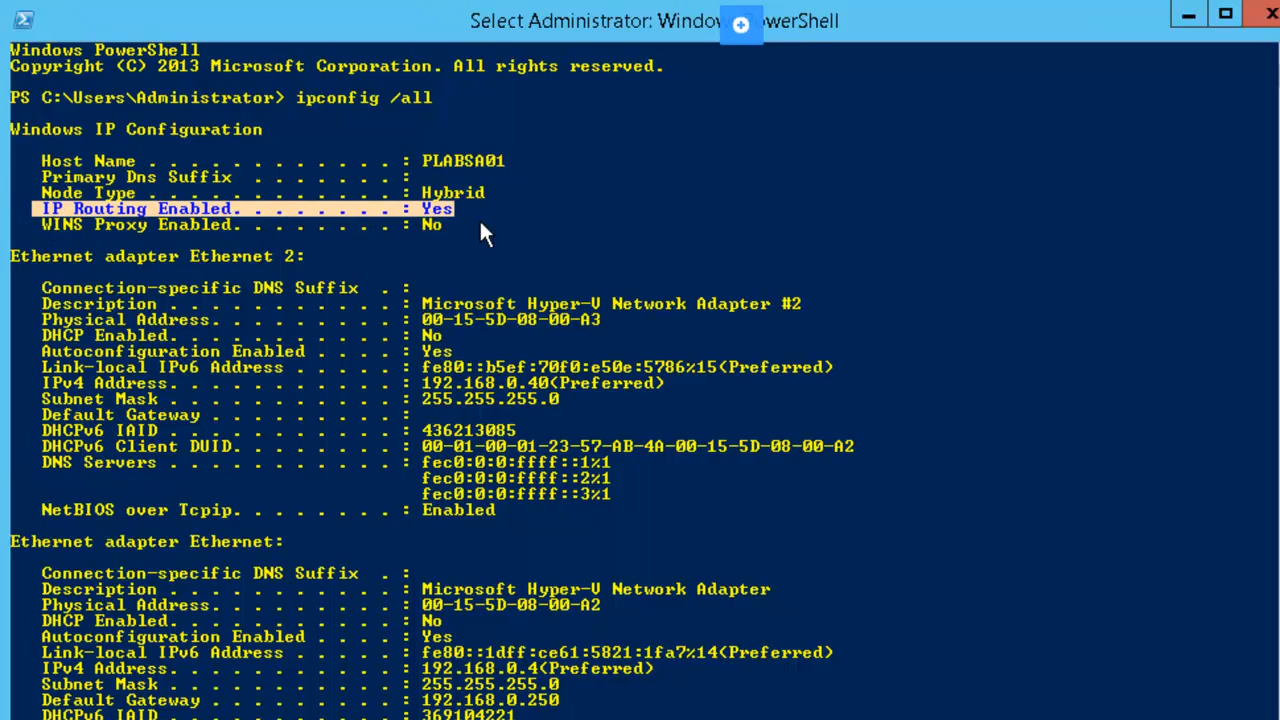 Select Administrator: Windo PowerShell
Windows PowerShell
Copyright (C) 2013 Microsoft Corporation. All rights reserved.
PS C:\Users\Administrator> ipconfig /all
Windows IP Configuration
Host Name . . . . . . . . . . . . : PLABSA01
Primary Dns Suffix . . . . . . . :
Node Type . . . . . . . . . . . . : Hybrid
IP Routing Enabled. . . . . . . . : Yes
WINS Proxy Enabled. . . . . . . . : No
Ethernet adapter Ethernet 2:
Connection-specific DNS Suffix . :
Description . . . . . . . . . . . : Microsoft Hyper-V Network Adapter #2
Physical Address. . . . . . . . . : 00-15-5D-08-00-A3
DHCP Enabled. . . . . . . . . . . : No
Autoconfiguration Enabled . . . . : Yes
Link-local IPv6 Address . . . . . : fe80::b5ef:70f0:e50e:5786%15(Preferred)
IPv4 Address. . . . . . . . . . . : 192.168.0.40(Preferred)
Subnet Mask . . . . . . . . . . . : 255.255.255.0
Default Gateway . . . . . . . . . :
DHCPv6 IAID . . . . . . . . . . . : 436213085
DHCPv6 Client DUID. . . . . . . . : 00-01-00-01-23-57-AB-4A-00-15-5D-08-00-A2
DNS Servers . . . . . . . . . . . : fec0:0:0:ffff::1%1
fec0:0:0:ffff::2%1
fec0:0:0:ffff::3%1
NetBIOS over Tcpip. . . . . . . . : Enabled
Ethernet adapter Ethernet:
Connection-specific DNS Suffix . :
Description . . . . . . . . . . . : Microsoft Hyper-V Network Adapter
Physical Address. . . . . . . . . : 00-15-5D-08-00-A2
DHCP Enabled. . . . . . . . . . . : No
Autoconfiguration Enabled . . . . : Yes
Link-local IPv6 Address . . . . . : fe80::1dff:ce61:5821:1fa7%14(Preferred)
IPv4 Address. . . . . . . . . . . : 192.168.0.4(Preferred)
Subnet Mask . . . . . . . . . . . : 255.255.255.0
Default Gateway . . . . . . . . . : 192.168.0.250
DHCPv6 IAID . . . . . . . . . . . : 369104221